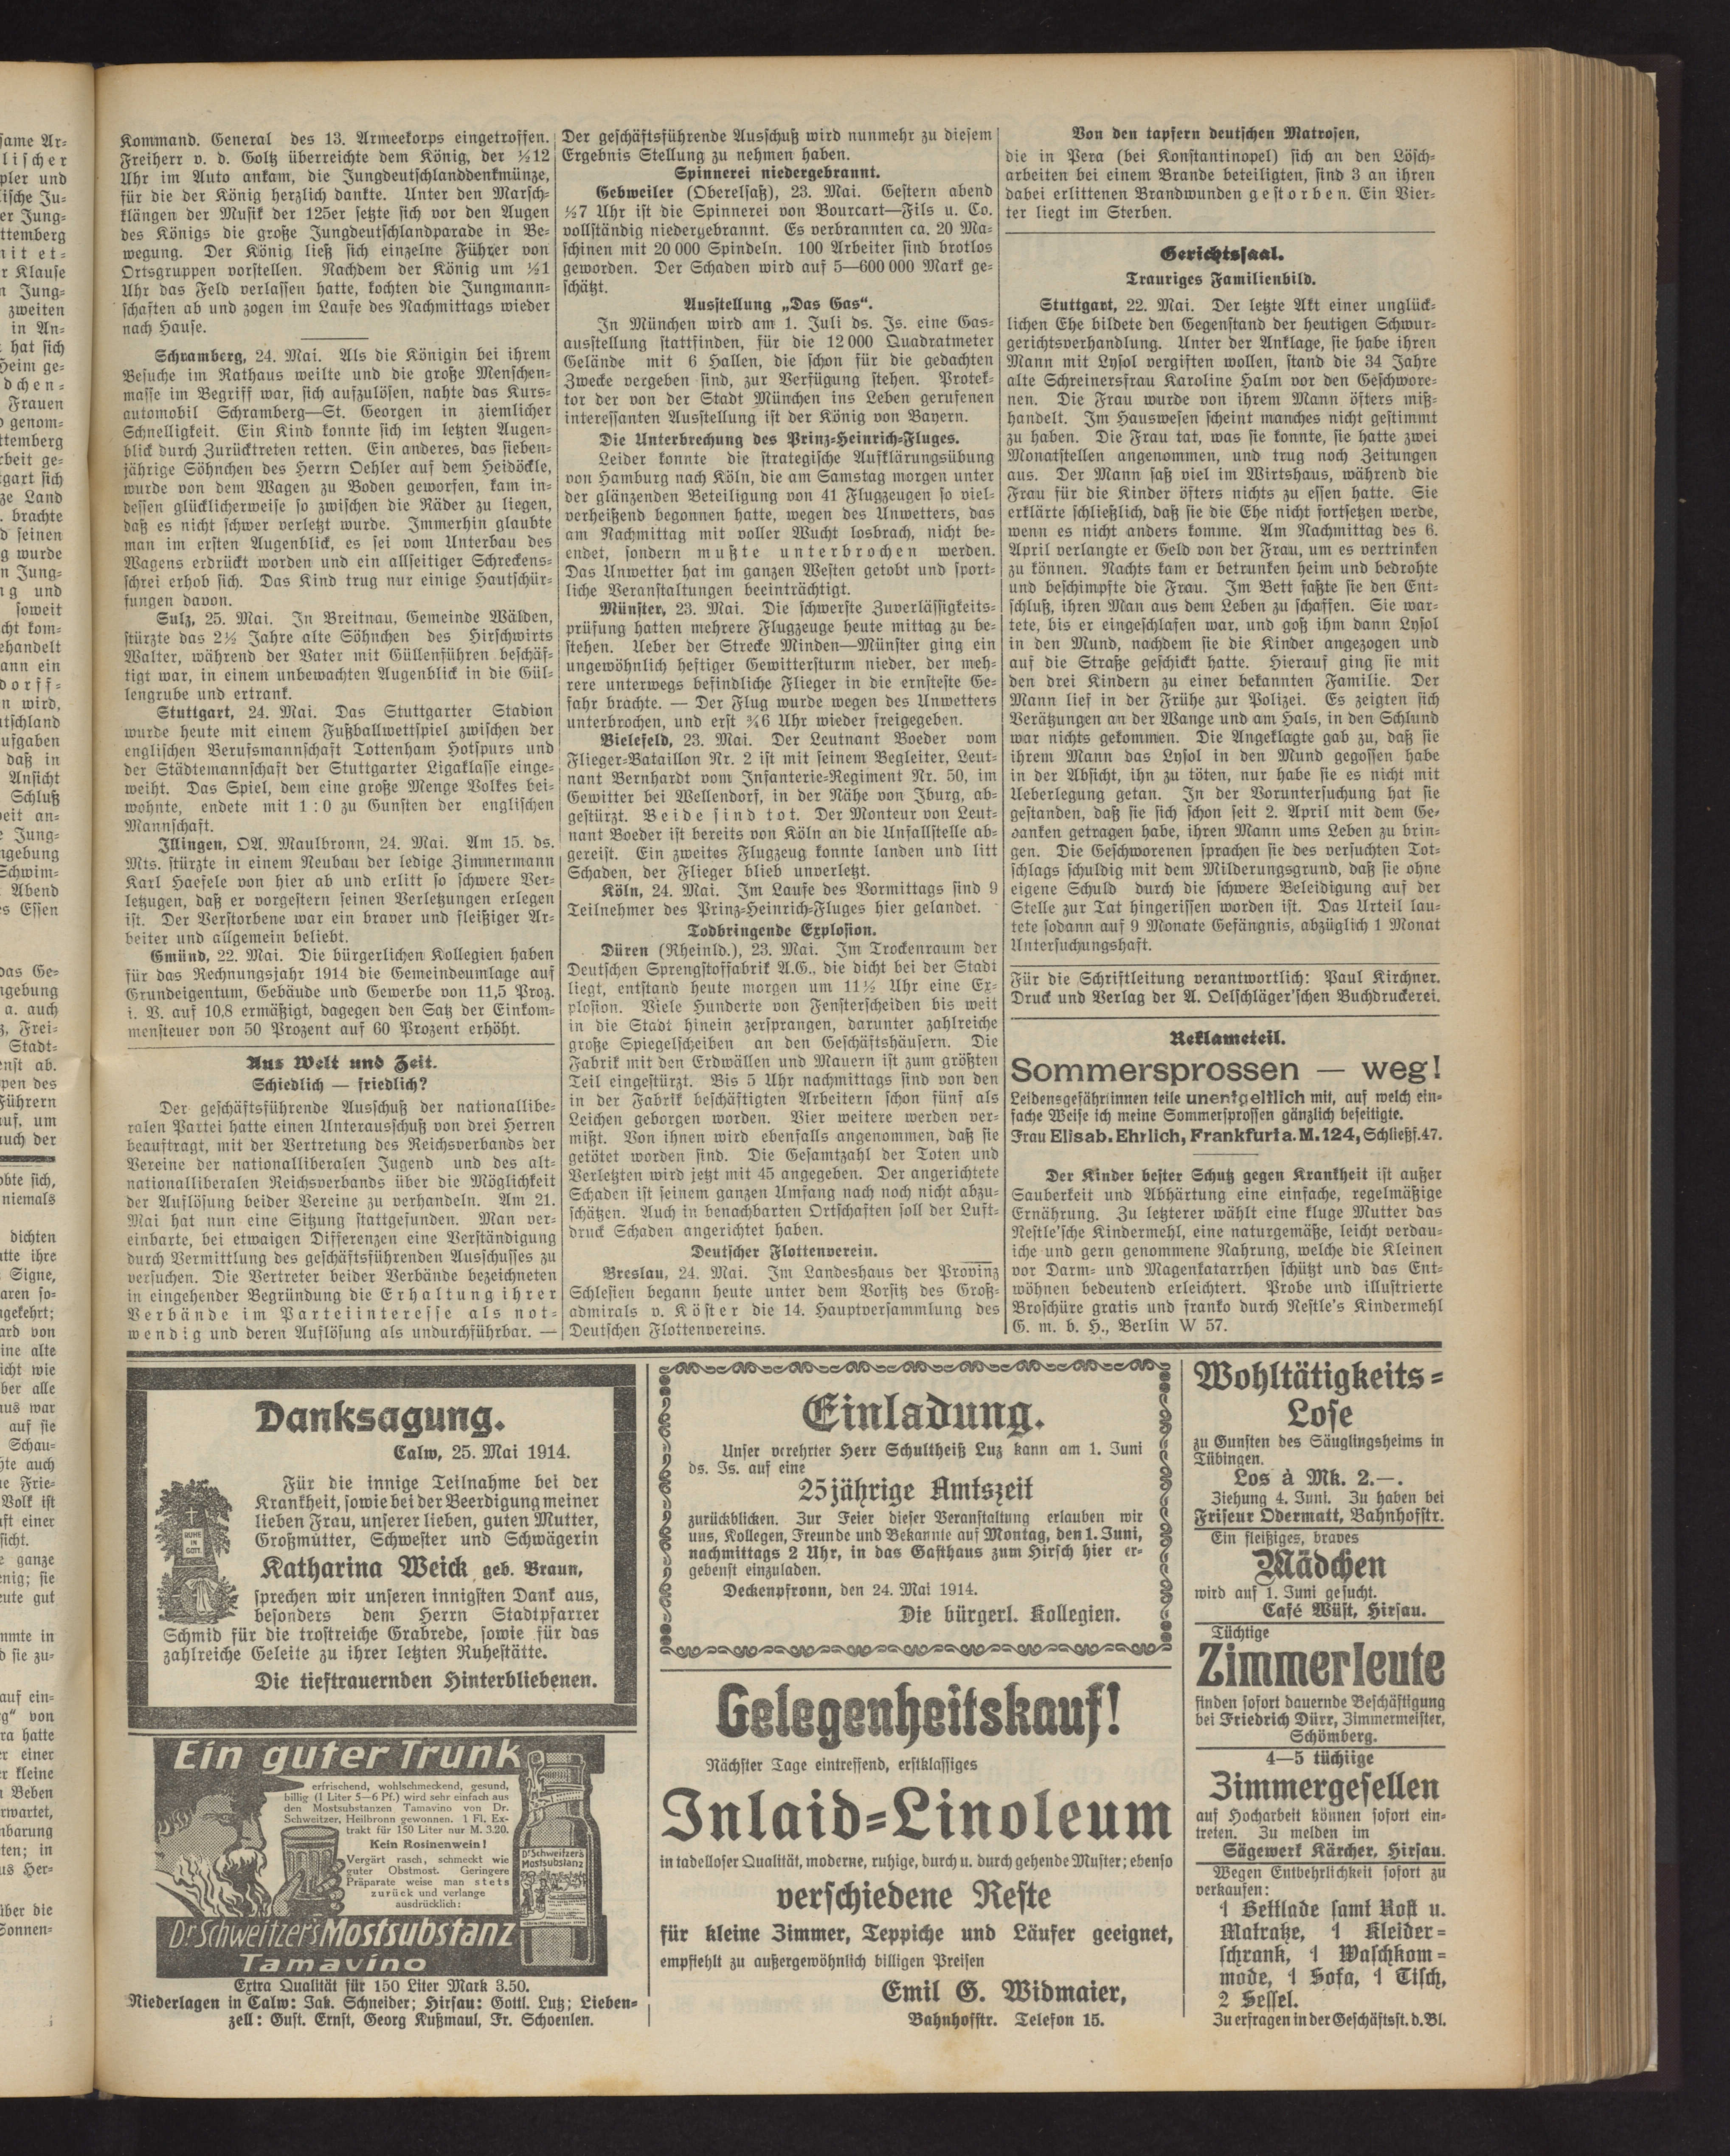 Kommand. General des 13. Armeekorps eingetroffen.
Freiherr v. d. Goltz überreichte dem König, der ½12
Uhr im Auto ankam, die Jungdeutschlanddenkmünze,
für die der König herzlich dankte. Unter den Marsch-
klängen der Musik der 125er setzte sich vor den Augen
des Königs die große Jungdeutschlandparade in Be-
wegung. Der König ließ sich einzelne Führer von
Ortsgruppen vorstellen. Nachdem der König um ½1
Uhr das Feld verlassen hatte, kochten die Jungmann-
schaften ab und zogen im Laufe des Nachmittags wieder
nach Hause.
Schramberg, 24. Mai. Als die Königin bei ihrem
Besuche im Rathaus weilte und die große Menschen-
masse im Begriff war, sich aufzulösen, nahte das Kurs-
automobil Schramberg—St. Georgen in ziemlicher
Schnelligkeit. Ein Kind konnte sich im letzten Augen-
blick durch Zurücktreten retten. Ein anderes, das sieben-
jährige Söhnchen des Herrn Oehler auf dem Heidöckle,
wurde von dem Wagen zu Boden geworfen, kam in-
dessen glücklicherweise so zwischen die Räder zu liegen,
daß es nicht schwer verletzt wurde. Immerhin glaubte
man im ersten Augenblick, es sei vom Unterbau des
Wagens erdrückt worden und ein allseitiger Schreckens-
schrei erhob sich. Das Kind trug nur einige Hautschür-
fungen davon.
Sulz, 25. Mai. In Breitnau, Gemeinde Wälden,
stürzte das 2½ Jahre alte Söhnchen des Hirschwirts
Walter, während der Vater mit Güllenführen beschäf-
tigt war, in einem unbewachten Augenblick in die Gül-
lengrube und ertrank.
Stuttgart, 24. Mai. Das Stuttgarter Stadion
wurde heute mit einem Fußballwettspiel zwischen der
englischen Berufsmannschaft Tottenham Hotspurs und
der Städtemannschaft der Stuttgarter Ligaklasse einge-
weiht. Das Spiel, dem eine große Menge Volkes bei-
wohnte, endete mit 1:0 zu Gunsten der englischen
Mannschaft.
Illingen, OA. Maulbronn, 24. Mai. Am 15. ds.
Mts. stürzte in einem Neubau der ledige Zimmermann
Karl Haefele von hier ab und erlitt so schwere Ver-
letzugen, daß er vorgestern seinen Verletzungen erlegen
ist. Der Verstorbene war ein braver und fleißiger Ar-
beiter und allgemein beliebt.
Gmünd, 22. Mai. Die bürgerlichen Kollegien haben
für das Rechnungsjahr 1914 die Gemeindeumlage auf
Grundeigentum, Gebäude und Gewerbe von 11,5 Proz.
i. V. auf 10,8 ermäßigt, dagegen den Satz der Einkom-
mensteuer von 50 Prozent auf 60 Prozent erhöht.
Aus Welt und Zeit.
Schiedlich — friedlich?
Der geschäftsführende Ausschuß der nationallibe-
ralen Partei hatte einen Unterausschuß von drei Herren
beauftragt, mit der Vertretung des Reichsverbands der
Vereine der nationalliberalen Jugend und des alt-
nationalliberalen Reichsverbands über die Möglichkeit
der Auflösung beider Vereine zu verhandeln. Am 21.
Mai hat nun eine Sitzung stattgefunden. Man ver-
einbarte, bei etwaigen Differenzen eine Verständigung
durch Vermittlung des geschäftsführenden Ausschusses zu
versuchen. Die Vertreter beider Verbände bezeichneten
in eingehender Begründung die Erhaltung ihrer
Verbände im Parteiinteresse als not-
wendig und deren Auflösung als undurchführbar. —
Der geschäftsführende Ausschuß wird nunmehr zu diesem
Ergebnis Stellung zu nehmen haben.
Spinnerei niedergebrannt.
Gebweiler (Oberelsaß), 23. Mai. Gestern abend
½7 Uhr ist die Spinnerei von Bourcart—Fils u. Co.
vollständig niedergebrannt. Es verbrannten ca. 20 Ma-
schinen mit 20 000 Spindeln. 100 Arbeiter sind brotlos
geworden. Der Schaden wird auf 5—600 000 Mark ge-
schätzt.
Ausstellung „Das Gas“.
In München wird am 1. Juli ds. Js. eine Gas-
ausstellung stattfinden, für die 12 000 Quadratmeter
Gelände mit 6 Hallen, die schon für die gedachten
Zwecke vergeben sind, zur Verfügung stehen. Protek-
tor der von der Stadt München ins Leben gerufenen
interessanten Ausstellung ist der König von Bayern.
Die Unterbrechung des Prinz-Heinrich-Fluges.
Leider konnte die strategische Aufklärungsübung
von Hamburg nach Köln, die am Samstag morgen unter
der glänzenden Beteiligung von 41 Flugzeugen so viel-
verheißend begonnen hatte, wegen des Unwetters, das
am Nachmittag mit voller Wucht losbrach, nicht be-
endet, sondern mußte unterbrochen werden.
Das Unwetter hat im ganzen Westen getobt und sport-
liche Veranstaltungen beeinträchtigt.
Münster, 23. Mai. Die schwerste Zuverlässigkeits-
prüfung hatten mehrere Flugzeuge heute mittag zu be-
stehen. Ueber der Strecke Minden—Münster ging ein
ungewöhnlich heftiger Gewittersturm nieder, der meh-
rere unterwegs befindliche Flieger in die ernsteste Ge-
fahr brachte. — Der Flug wurde wegen des Unwetters
unterbrochen, und erst ¾6 Uhr wieder freigegeben.
Bielefeld, 23. Mai. Der Leutnant Boeder vom
Flieger-Bataillon Nr. 2 ist mit seinem Begleiter, Leut-
nant Bernhardt vom Infanterie-Regiment Nr. 50, im
Gewitter bei Wellendorf, in der Nähe von Iburg, ab-
gestürzt. Beide sind tot. Der Monteur von Leut-
nant Boeder ist bereits von Köln an die Unfallstelle ab-
gereist. Ein zweites Flugzeug konnte landen und litt
Schaden, der Flieger blieb unverletzt.
Köln, 24. Mai. Im Laufe des Vormittags sind 9
Teilnehmer des Prinz-Heinrich-Fluges hier gelandet.
Todbringende Explosion.
Düren (Rheinld.), 23. Mai. Im Trockenraum der
Deutschen Sprengstoffabrik A.G., die dicht bei der Stadt
liegt, entstand heute morgen um 11½ Uhr eine Ex-
plosion. Viele Hunderte von Fensterscheiden bis weit
in die Stadt hinein zersprangen, darunter zahlreiche
große Spiegelscheiben an den Geschäftshäusern. Die
Fabrik mit den Erdwällen und Mauern ist zum größten
Teil eingestürzt. Bis 5 Uhr nachmittags sind von den
in der Fabrik beschäftigten Arbeitern schon fünf als
Leichen geborgen worden. Vier weitere werden ver-
mißt. Von ihnen wird ebenfalls angenommen, daß sie
getötet worden sind. Die Gesamtzahl der Toten und
Verletzten wird jetzt mit 45 angegeben. Der angerichtete
Schaden ist seinem ganzen Umfang nach noch nicht abzu-
schätzen. Auch in benachbarten Ortschaften soll der Luft-
druck Schaden angerichtet haben.
Deutscher Flottenverein.
Breslau, 24. Mai. Im Landeshaus der Provinz
Schlesien begann heute unter dem Vorsitz des Groß-
admirals v. Köster die 14. Hauptversammlung des
Deutschen Flottenvereins.
Von den tapfern deutschen Matrosen,
die in Pera (bei Konstantinopel) sich an den Lösch-
arbeiten bei einem Brande beteiligten, sind 3 an ihren
dabei erlittenen Brandwunden gestorben. Ein Vier-
ter liegt im Sterben.
Gerichtssaal.
Trauriges Familienbild.
Stuttgart, 22. Mai. Der letzte Akt einer unglück-
lichen Ehe bildete den Gegenstand der heutigen Schwur-
gerichtsverhandlung. Unter der Anklage, sie habe ihren
Mann mit Lysol vergiften wollen, stand die 34 Jahre
alte Schreinersfrau Karoline Halm vor den Geschwore-
nen. Die Frau wurde von ihrem Mann öfters miß-
handelt. Im Hauswesen scheint manches nicht gestimmt
zu haben. Die Frau tat, was sie konnte, sie hatte zwei
Monatstellen angenommen, und trug noch Zeitungen
aus. Der Mann saß viel im Wirtshaus, während die
Frau für die Kinder öfters nichts zu essen hatte. Sie
erklärte schließlich, daß sie die Ehe nicht fortsetzen werde,
wenn es nicht anders komme. Am Nachmittag des 6.
April verlangte er Geld von der Frau, um es vertrinken
zu können. Nachts kam er betrunken heim und bedrohte
und beschimpfte die Frau. Im Bett faßte sie den Ent-
schluß, ihren Man aus dem Leben zu schaffen. Sie war-
tete, bis er eingeschlafen war, und goß ihm dann Lysol
in den Mund, nachdem sie die Kinder angezogen und
auf die Straße geschickt hatte. Hierauf ging sie mit
den drei Kindern zu einer bekannten Familie. Der
Mann lief in der Frühe zur Polizei. Es zeigten sich
Verätzungen an der Wange und am Hals, in den Schlund
war nichts gekommen. Die Angeklagte gab zu, daß sie
ihrem Mann das Lysol in den Mund gegossen habe
in der Absicht, ihn zu töten, nur habe sie es nicht mit
Ueberlegung getan. In der Voruntersuchung hat sie
gestanden, daß sie sich schon seit 2. April mit dem Ge-
danken getragen habe, ihren Mann ums Leben zu brin-
gen. Die Geschworenen sprachen sie des versuchten Tot-
schlags schuldig mit dem Milderungsgrund, daß sie ohne
eigene Schuld durch die schwere Beleidigung auf der
Stelle zur Tat hingerissen worden ist. Das Urteil lau-
tete sodann auf 9 Monate Gefängnis, abzüglich 1 Monat
Untersuchungshaft.
Für die Schriftleitung verantwortlich: Paul Kirchner.
Druck und Verlag der A. Oelschläger'schen Buchdruckerei.
Reklameteil.
Sommersprossen — weg!
Leidensgefährtinnen teile unentgeltlich mit, auf welch ein-
fache Weise ich meine Sommersprossen gänzlich beseitigte.
Frau Elisab. Ehrlich, Frankfurt a. M. 124, Schließf. 47.
Der Kinder bester Schutz gegen Krankheit ist außer
Sauberkeit und Abhärtung eine einfache, regelmäßige
Ernährung. Zu letzterer wählt eine kluge Mutter das
Nestle'sche Kindermehl, eine naturgemäße, leicht verdau-
iche und gern genommene Nahrung, welche die Kleinen
vor Darm- und Magenkatarrhen schützt und das Ent-
wöhnen bedeutend erleichtert. Probe und illustrierte
Broschüre gratis und franko durch Nestle's Kindermehl
G. m. b. H., Berlin W 57.
Danksagung.
Calw, 25. Mai 1914.
Für die innige Teilnahme bei der
Krankheit, sowie bei der Beerdigung meiner
lieben Frau, unserer lieben, guten Mutter,
Großmutter, Schwester und Schwägerin
RUHE
IN
GOTT.
Katharina Weick geb. Braun,
sprechen wir unseren innigsten Dank aus,
besonders dem Herrn Stadtpfarrer
Schmid für die trostreiche Grabrede, sowie für das
zahlreiche Geleite zu ihrer letzten Ruhestätte.
Die tieftrauernden Hinterbliebenen.
Ein guter Trunk
erfrischend, wohlschmeckend, gesund,
billig (1 Liter 5—6 Pf.) wird sehr einfach aus
den Mostsubstanzen Tamavino von Dr.
Schweitzer, Heilbronn gewonnen. 1 Fl. Ex-
trakt für 150 Liter nur M. 3.20.
Kein Rosinenwein!
Vergärt rasch, schmeckt wie
guter Obstmost. Geringere
Präparate weise man stets
zurück und verlange
ausdrücklich:
Dr Schweitzer's
Mostsubstanz
Dr Schweitzer's Mostsubstanz
Tamavino
Extra Qualität für 150 Liter Mark 3.50.
Niederlagen in Calw: Jak. Schneider; Hirsau: Gottl. Lutz; Lieben-
zell: Gust. Ernst, Georg Kußmaul, Fr. Schoenlen.
Einladung.
Unser verehrter Herr Schultheiß Luz kann am 1. Juni
ds. Js. auf eine
25jährige Amtszeit
zurückblicken. Zur Feier dieser Veranstaltung erlauben wir
uns, Kollegen, Freunde und Bekannte auf Montag, den 1. Juni,
nachmittags 2 Uhr, in das Gasthaus zum Hirsch hier er-
gebenst einzuladen.
Deckenpfronn, den 24. Mai 1914.
Die bürgerl. Kollegien.
Gelegenheitskauf!
Nächster Tage eintreffend, erstklassiges
Inlaid-Linoleum
in tadelloser Qualität, moderne, ruhige, durch u. durch gehende Muster; ebenso
verschiedene Reste
für kleine Zimmer, Teppiche und Läufer geeignet,
empfiehlt zu außergewöhnlich billigen Preisen
Emil G. Widmaier,
Bahnhofstr. Telefon 15.
Wohltätigkeits-
Lose
zu Gunsten des Säuglingsheims in
Tübingen.
Los à Mk. 2.—.
Ziehung 4. Juni. Zu haben bei
Friseur Odermatt, Bahnhofstr.
Ein fleißiges, braves
Mädchen
wird auf 1. Juni gesucht.
Café Wüst, Hirsau.
Tüchtige
Zimmerleute
finden sofort dauernde Beschäftigung
bei Friedrich Dürr, Zimmermeister,
Schömberg.
4—5 tüchtige
Zimmergesellen
auf Hocharbeit können sofort ein-
treten. Zu melden im
Sägewerk Kärcher, Hirsau.
Wegen Entbehrlichkeit sofort zu
verkaufen:
1 Bettlade samt Rost u.
Matratze, 1 Kleider-
schrank, 1 Waschkom-
mode, 1 Sofa, 1 Tisch,
2 Sessel.
Zu erfragen in der Geschäftsst. d. Bl.